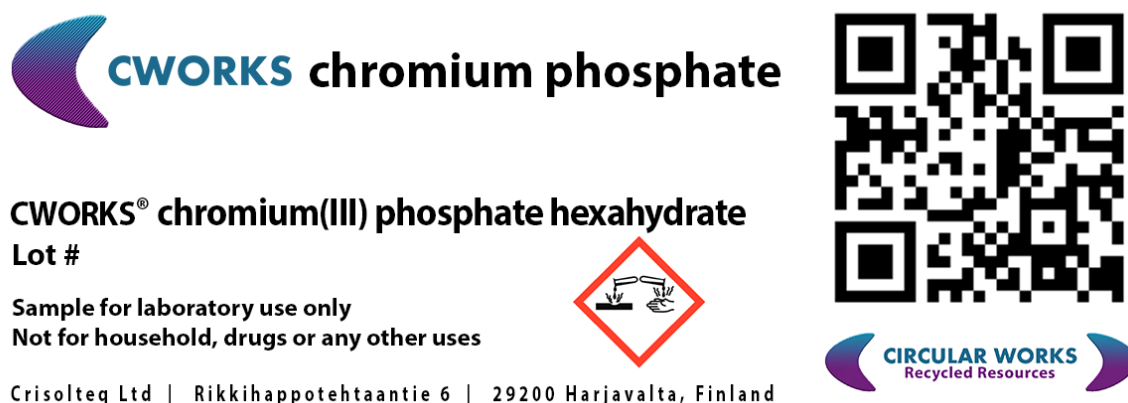 CWORKS chromium phosphate
CWORKS® chromium(III) phosphate hexahydrate
Lot #
Sample for laboratory use only
Not for household, drugs or any other uses
Crisolteq Ltd | Rikkihappotehtaantie 6 | 29200 Harjavalta, Finland
CIRCULAR WORKS
Recycled Resources